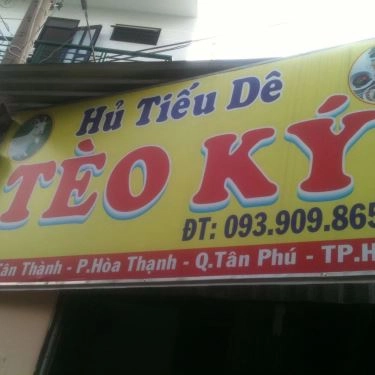 Hủ Tiếu Dê
TÈO KÝ
ĐT: 093.909.865
Tân Thành - P.Hòa Thạnh - Q.Tân Phú - TP.H